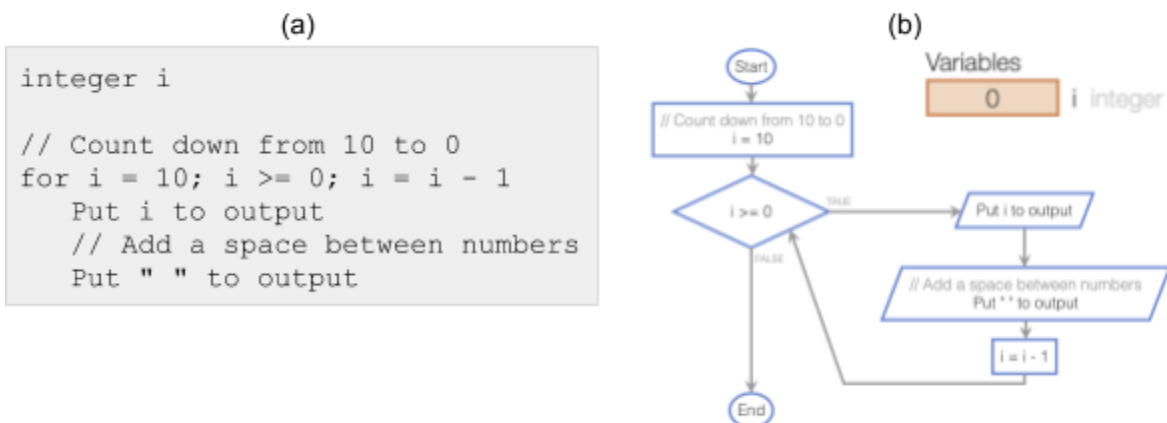 (a)
integer i
// Count down from 10 to 0
for i = 10; i >= 0; i = i - 1
Put i to output
// Add a space between numbers
Put " " to output
(b)
Variables
0 i integer
Start
// Count down from 10 to 0
i = 10
i >= 0
TRUE
FALSE
Put i to output
// Add a space between numbers
Put " " to output
i = i - 1
End